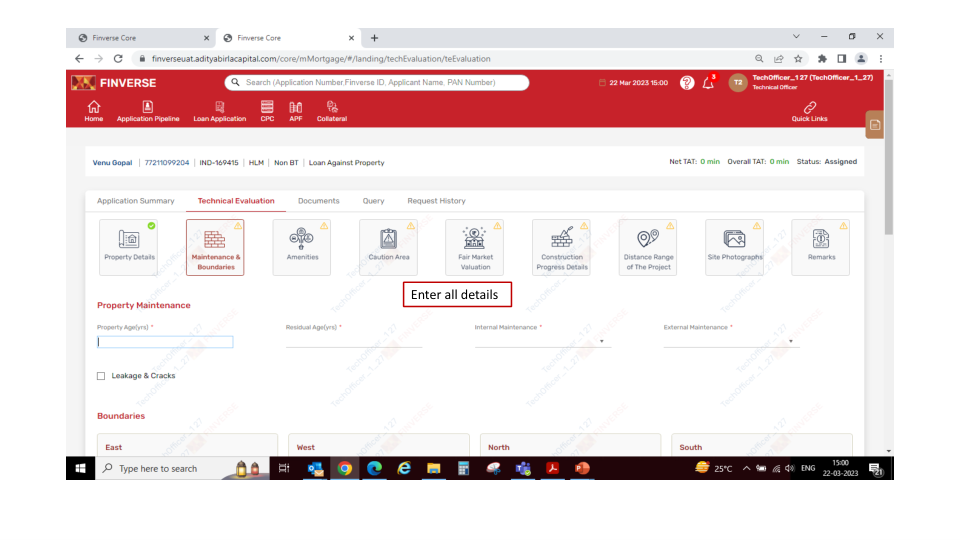 Finverse Core
Finverse Core
finverseuat.adityabirlacapital.com/core/mMortgage/#/landing/techEvaluation/teEvaluation
FINVERSE
Search (Application Number,Finverse ID, Applicant Name, PAN Number)
22 Mar 2023 15:00
3
T2
TechOfficer_127 (TechOfficer_1_27)
Technical Officer
Home
Application Pipeline
Loan Application
CPC
APF
Collateral
Quick Links
Venu Gopal | 77211099204 | IND-169415 | HLM | Non BT | Loan Against Property
Net TAT: 0 min Overall TAT: 0 min Status: Assigned
Application Summary
Technical Evaluation
Documents
Query
Request History
Property Details
Maintenance &
Boundaries
Amenities
Caution Area
Fair Market
Valuation
Construction
Progress Details
Distance Range
of The Project
Site Photographs
Remarks
Enter all details
Property Maintenance
Property Age(yrs) *
Residual Age(yrs) *
Internal Maintenance *
External Maintenance *
Leakage & Cracks
Boundaries
East
West
North
South
Type here to search
25°C
ENG
15:00
22-03-2023
21